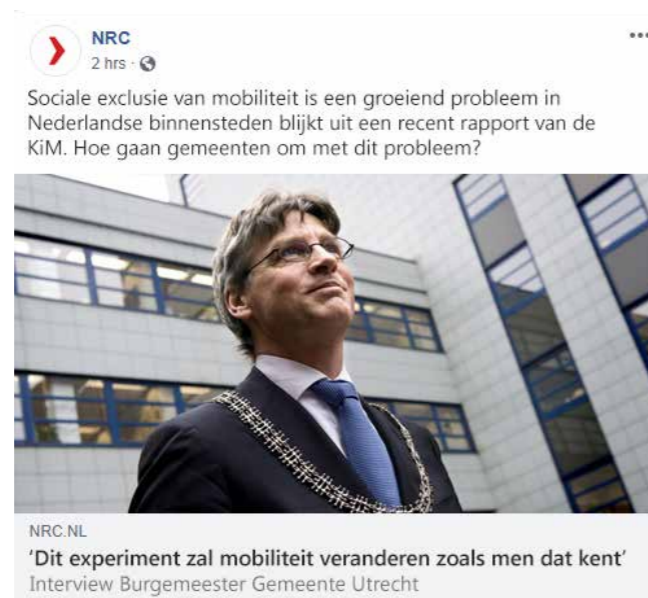 NRC
2 hrs ·
Sociale exclusie van mobiliteit is een groeiend probleem in
Nederlandse binnensteden blijkt uit een recent rapport van de
KiM. Hoe gaan gemeenten om met dit probleem?
NRC.NL
‘Dit experiment zal mobiliteit veranderen zoals men dat kent’
Interview Burgemeester Gemeente Utrecht